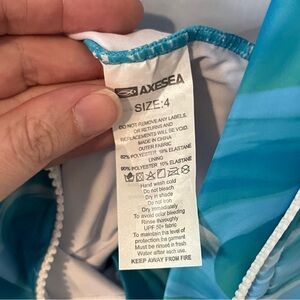 AXESEA
SIZE:4
DO NOT REMOVE ANY LABELS,
OR RETURNS AND
REPLACEMENTS WILL BE VOID.
MADE IN CHINA
OUTER FABRIC
82% POLYESTER 18% ELASTANE
LINING
90% POLYESTER 10% ELASTANE
Hand wash cold
Do not bleach
Dry in shade
Do not iron
Dry immediately
To avoid color bleeding
Rinse thoroughly
UPF 50+ fabric
To maintain the level of
protection,the garment
Must be rinsed in fresh
Water each after use.
KEEP AWAY FROM FIRE